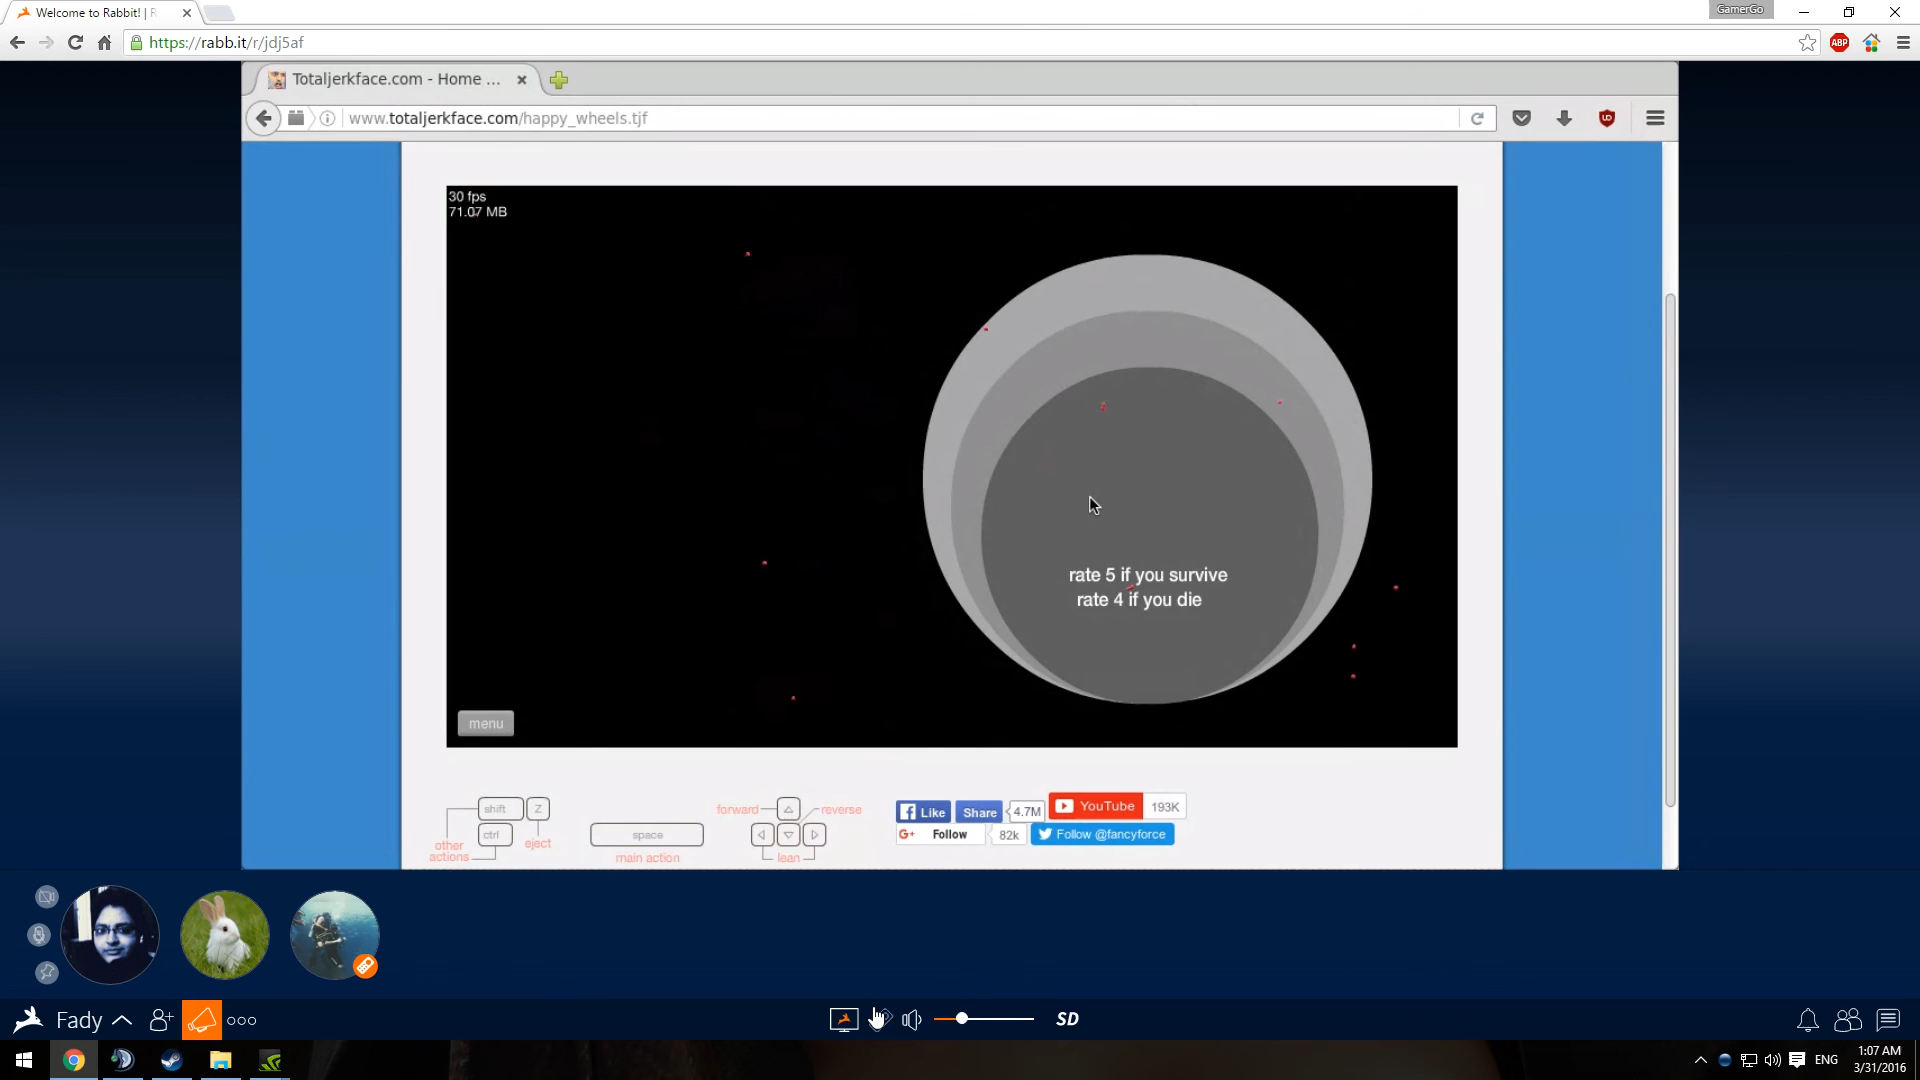 Welcome to Rabbit! | R
GamerGo
https://rabb.it/r/jdj5af
ABP
Totaljerkface.com - Home ...
www.totaljerkface.com/happy_wheels.tjf
30 fps
71.07 MB
rate 5 if you survive
rate 4 if you die
menu
shift
Z
ctrl
other
actions
eject
space
main action
forward
reverse
lean
Like
Share
4.7M
YouTube
193K
G+
Follow
82k
Follow @fancyforce
Fady
SD
ENG
1:07 AM
3/31/2016